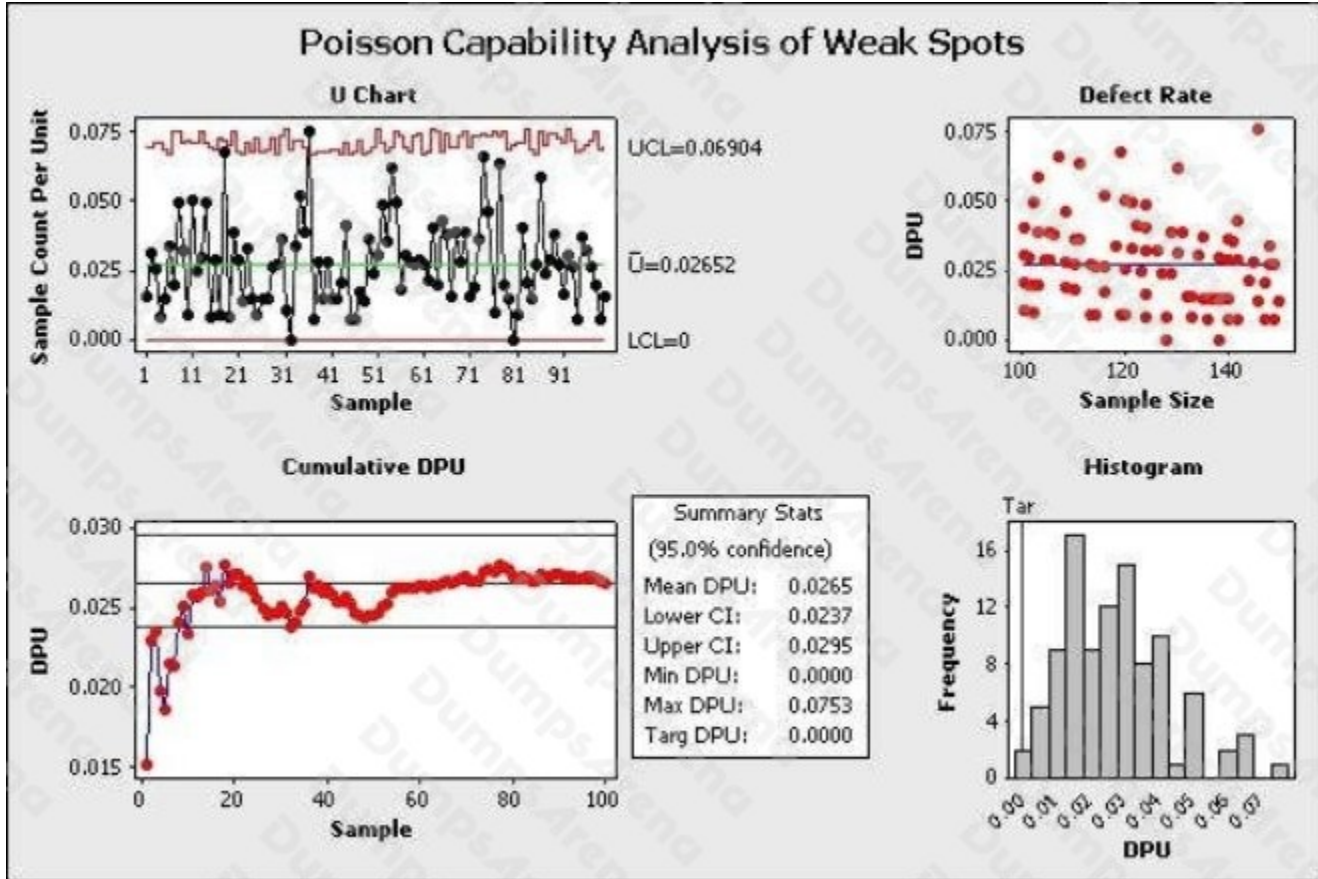 Poisson Capability Analysis of Weak Spots
U Chart
Sample Count Per Unit
0.075
0.050
0.025
0.000
UCL=0.06904
U̅=0.02652
LCL=0
1 11 21 31 41 51 61 71 81 91
Sample
Defect Rate
DPU
0.075
0.050
0.025
0.000
100 120 140
Sample Size
Cumulative DPU
DPU
0.030
0.025
0.020
0.015
0 20 40 60 80 100
Sample
Summary Stats
(95.0% confidence)
Mean DPU: 0.0265
Lower CI: 0.0237
Upper CI: 0.0295
Min DPU: 0.0000
Max DPU: 0.0753
Targ DPU: 0.0000
Histogram
Tar
Frequency
16
12
8
4
0
0.00 0.01 0.02 0.03 0.04 0.05 0.06 0.07
DPU
DumpsArena